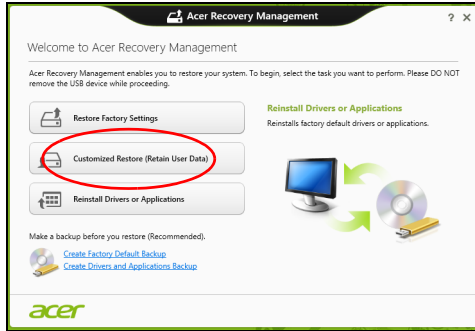 Acer Recovery Management
? X
Welcome to Acer Recovery Management
Acer Recovery Management enables you to restore your system. To begin, select the task you want to perform. Please DO NOT
remove the USB device while proceeding.
Restore Factory Settings
Customized Restore (Retain User Data)
Reinstall Drivers or Applications
Reinstall Drivers or Applications
Reinstalls factory default drivers or applications.
Make a backup before you restore (Recommended).
Create Factory Default Backup
Create Drivers and Applications Backup
acer